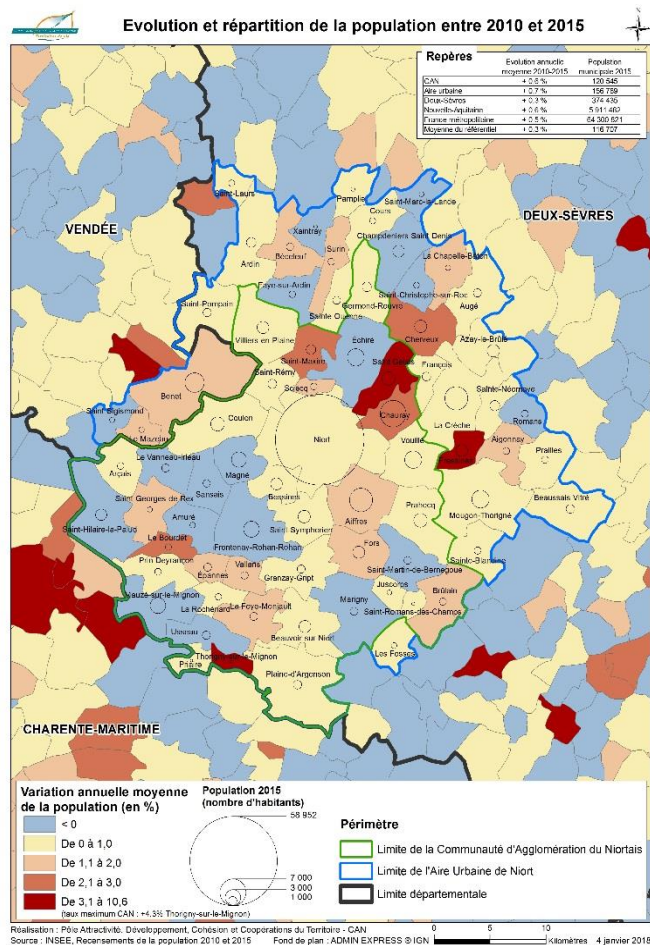 Evolution et répartition de la population entre 2010 et 2015
Repères
Evolution annuelle moyenne 2010-2015
Population municipale 2015
CAN + 0.6 % 120 545
Aire urbaine + 0.7 % 156 789
Deux-Sèvres + 0.3 % 374 435
Nouvelle-Aquitaine + 0.6 % 5 911 482
France métropolitaine + 0.5 % 64 300 821
Moyenne du référentiel + 0.3 % 116 707
VENDÉE
DEUX-SÈVRES
CHARENTE-MARITIME
Saint-Laurs
Pamplie
Saint-Marc-la-Lande
Cours
Xaintray
Champdeniers Saint Denis
Béceleuf
Surin
Ardin
La Chapelle-Bâton
Faye-sur-Ardin
Saint-Christophe-sur-Roc
Saint-Pompain
Sainte Ouenne
Germond-Rouvre
Augé
Villiers en Plaine
Echiré
Cherveux
Azay-le-Brûlé
Saint-Maxire
Saint-Gelais
Saint-Rémy
François
Sciecq
Benet
Sainte-Néomaye
Chauray
Saint Sigismond
Coulon
La Crèche
Romans
Le Mazeau
Niort
Vouillé
Aigonnay
Arçais
Le Vanneau-Irleau
Prailles
Magné
Saint Georges de Rex
Sansais
Bessines
Beaussais Vitré
Saint-Hilaire-la-Palud
Amuré
Saint Symphorien
Aiffres
Prahecq
Mougon-Thorigné
Le Bourdet
Frontenay-Rohan-Rohan
Fors
Sainte-Blandine
Prin Deyrançon
Vallans
Saint-Martin-de-Bernegoue
Epannes
Granzay-Gript
Juscorps
Mauzé-sur-le-Mignon
La Rochénard
La Foye-Monjault
Marigny
Brûlain
Saint-Romans-des-Champs
Usseau
Beauvoir sur Niort
Thorigny-sur-le-Mignon
Les Fosses
Priaire
Plaine-d'Argenson
Variation annuelle moyenne
de la population (en %)
< 0
De 0 à 1,0
De 1,1 à 2,0
De 2,1 à 3,0
De 3,1 à 10,6
(taux maximum CAN : +4,3% Thorigny-sur-le-Mignon)
Population 2015
(nombre d'habitants)
58 952
7 000
3 000
1 000
Périmètre
Limite de la Communauté d'Agglomération du Niortais
Limite de l'Aire Urbaine de Niort
Limite départementale
Réalisation : Pôle Attractivité, Développement, Cohésion et Coopérations du Territoire - CAN
Source : INSEE, Recensements de la population 2010 et 2015 Fond de plan : ADMIN EXPRESS ® IGN
0 5 10
Kilomètres 4 janvier 2018